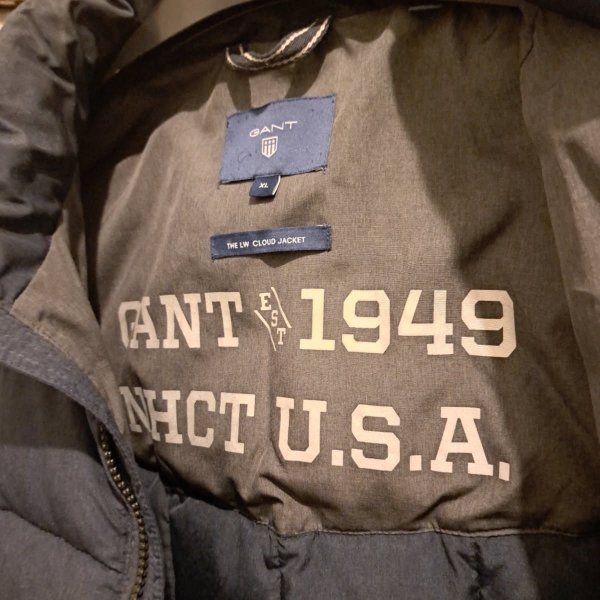 GANT
XL
THE LW CLOUD JACKET
GANT EST 1949
NHCT U.S.A.